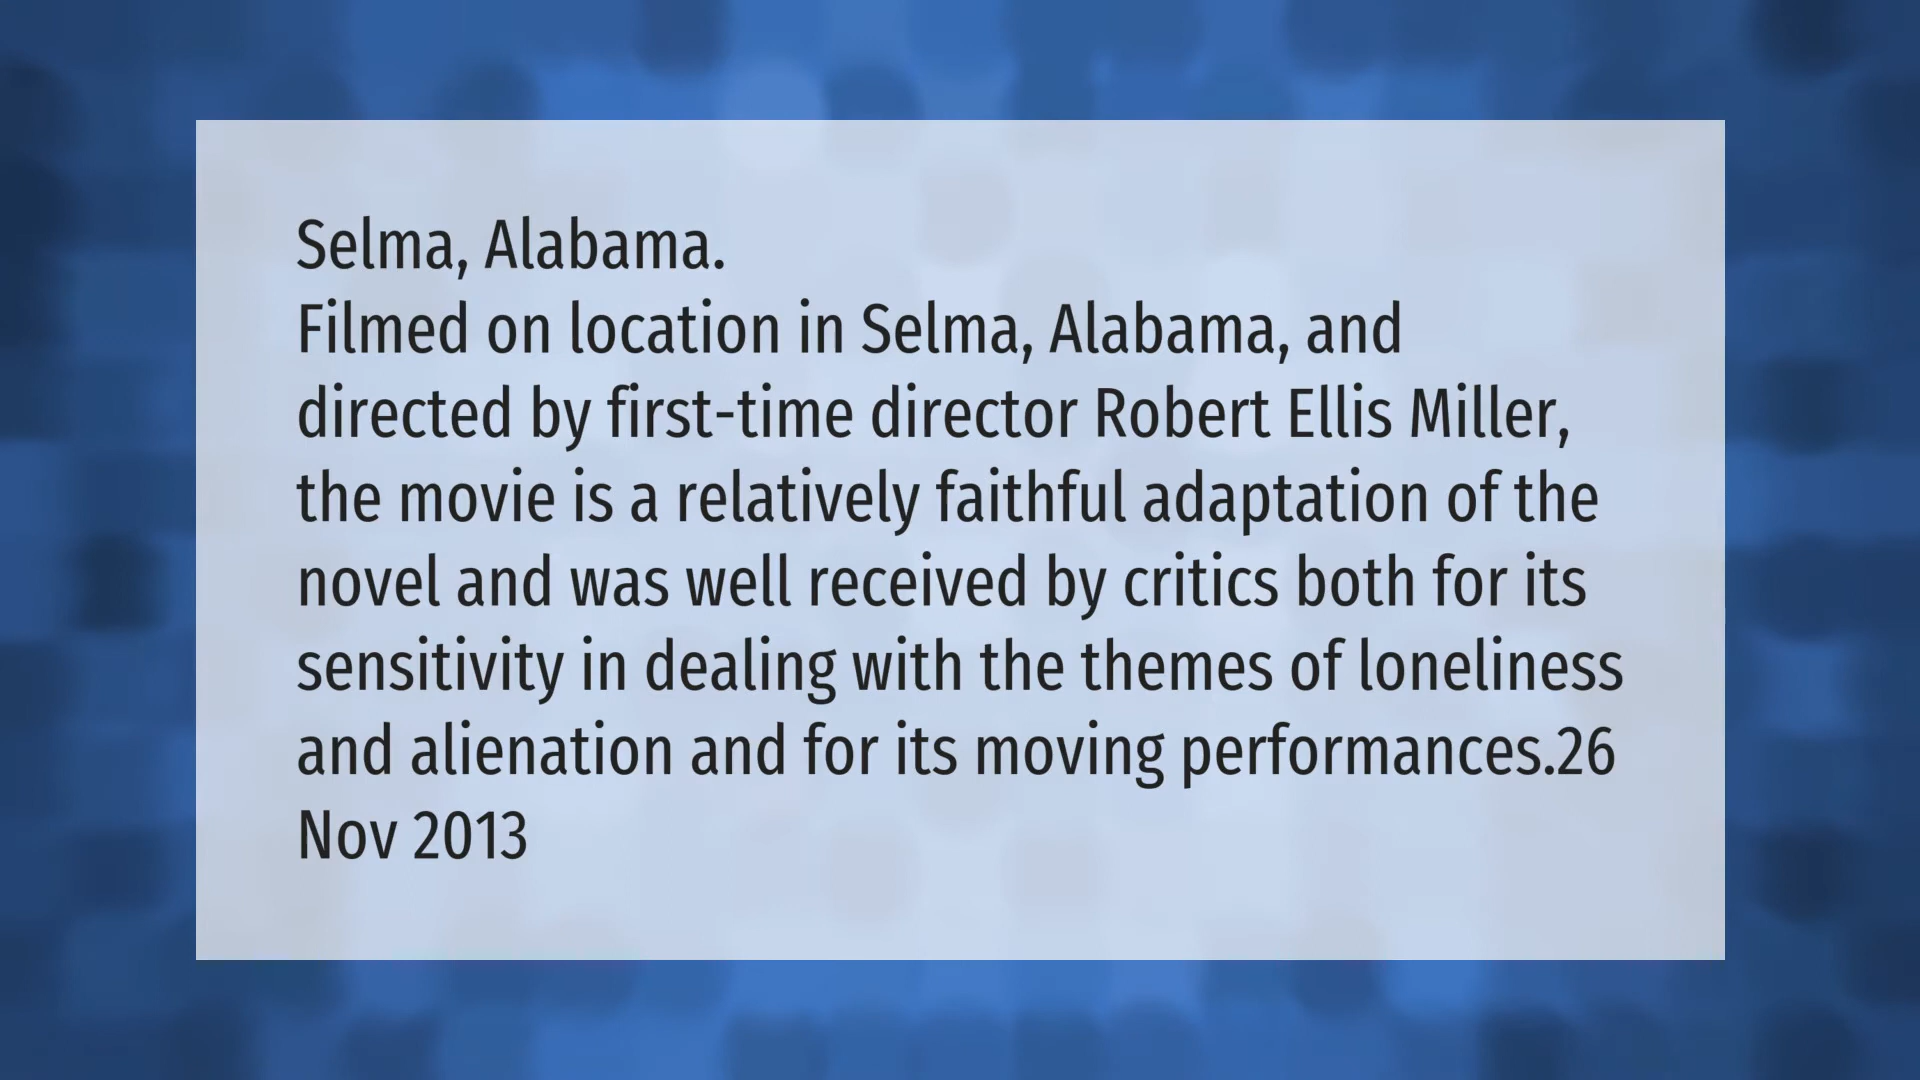 Selma, Alabama.
Filmed on location in Selma, Alabama, and
directed by first-time director Robert Ellis Miller,
the movie is a relatively faithful adaptation of the
novel and was well received by critics both for its
sensitivity in dealing with the themes of loneliness
and alienation and for its moving performances.26
Nov 2013